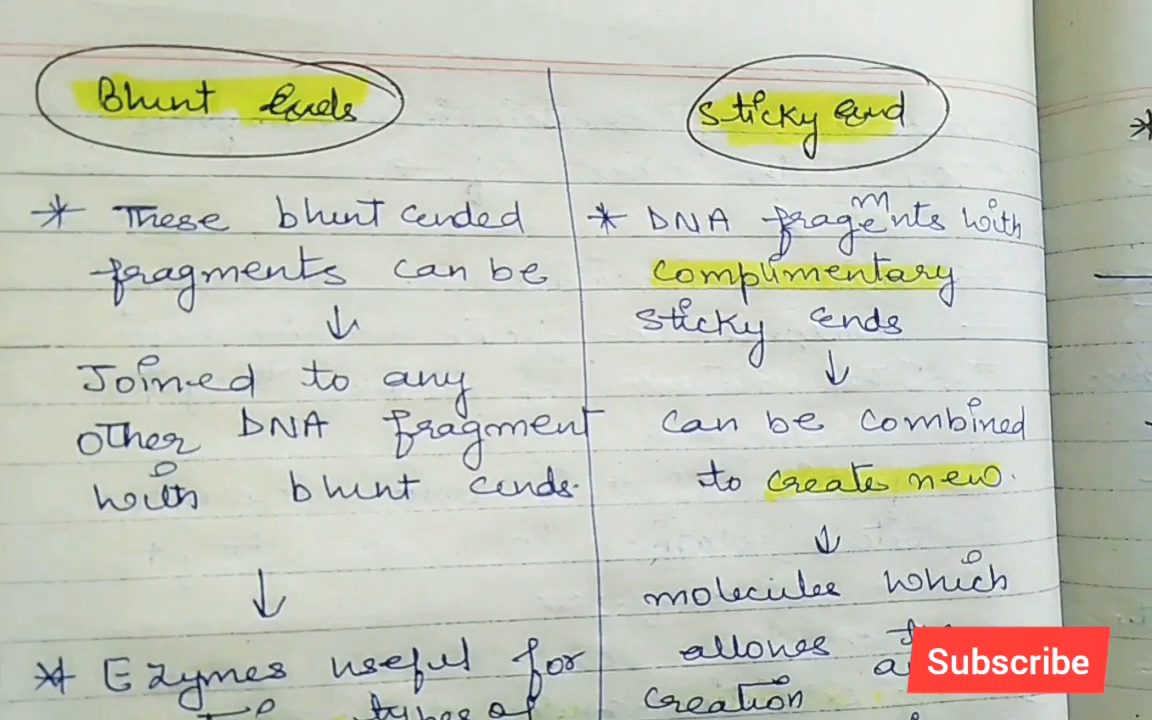 Blunt Ends
* These blunt ended
fragments can be
↓
Joined to any
other DNA fragment
with blunt ends.
↓
* Ezymes useful for
types of
Sticky end
* DNA fragments with
complimentary
sticky ends
↓
can be combined
to create new.
↓
molecules which
allows
creation
Subscribe